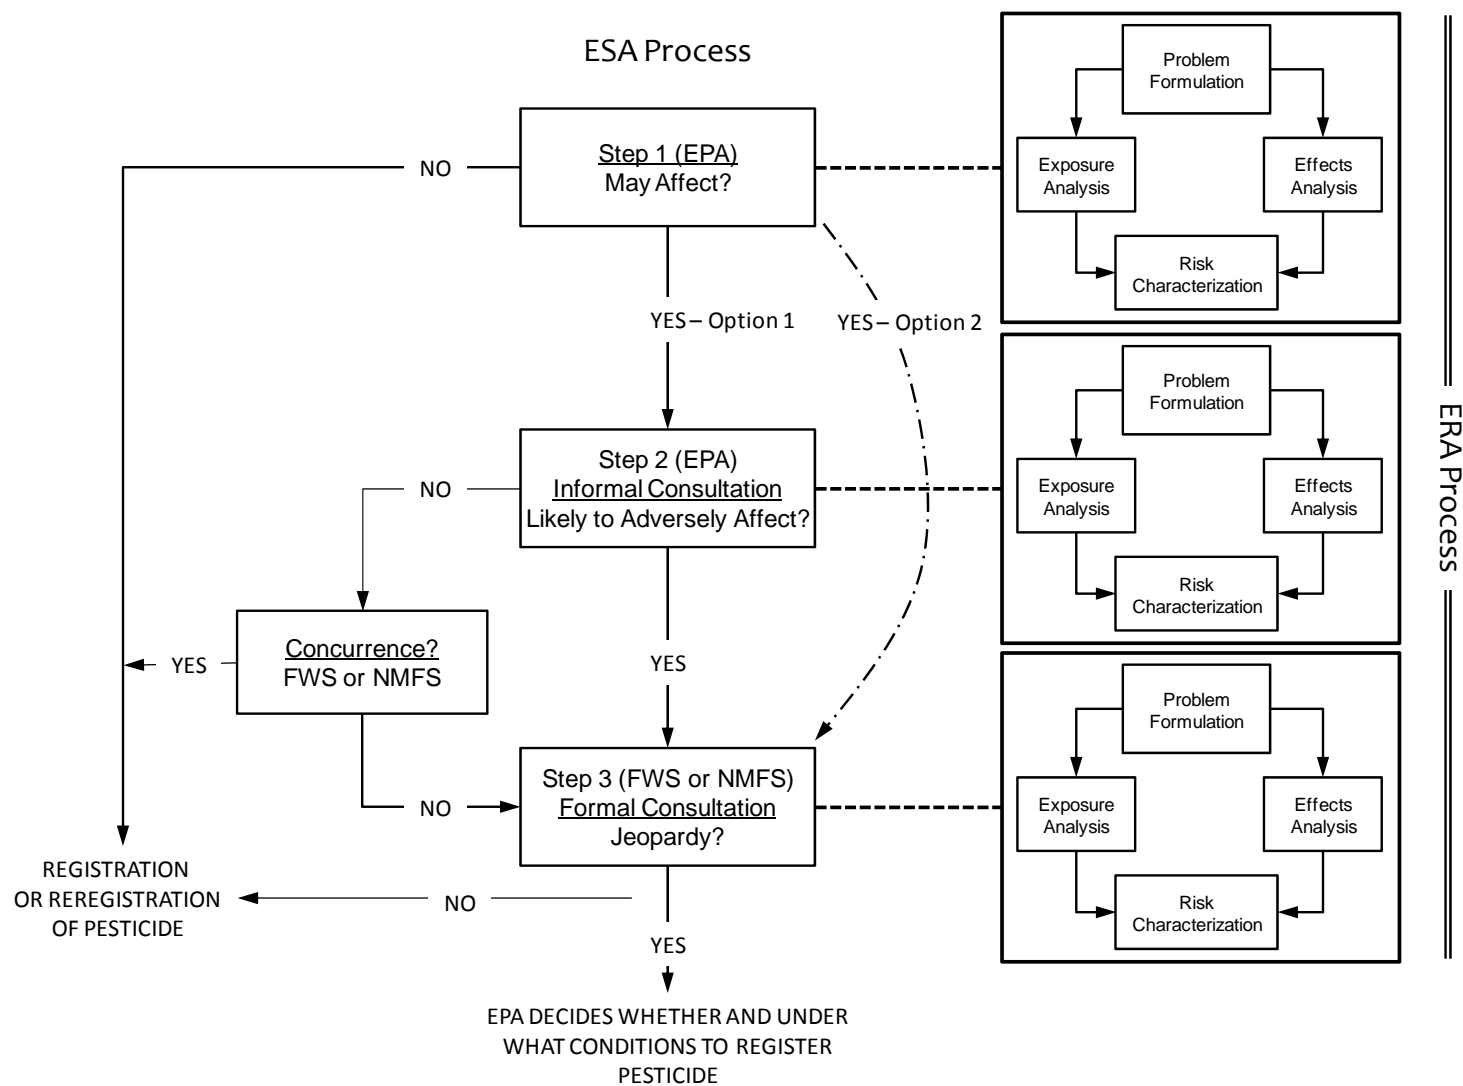 ESA Process
Step 1 (EPA)
May Affect?
NO
YES – Option 1
YES – Option 2
Step 2 (EPA)
Informal Consultation
Likely to Adversely Affect?
NO
Concurrence?
FWS or NMFS
YES
YES
NO
Step 3 (FWS or NMFS)
Formal Consultation
Jeopardy?
REGISTRATION
OR REREGISTRATION
OF PESTICIDE
NO
YES
EPA DECIDES WHETHER AND UNDER
WHAT CONDITIONS TO REGISTER
PESTICIDE
Problem
Formulation
Exposure
Analysis
Effects
Analysis
Risk
Characterization
Problem
Formulation
Exposure
Analysis
Effects
Analysis
Risk
Characterization
Problem
Formulation
Exposure
Analysis
Effects
Analysis
Risk
Characterization
ERA Process